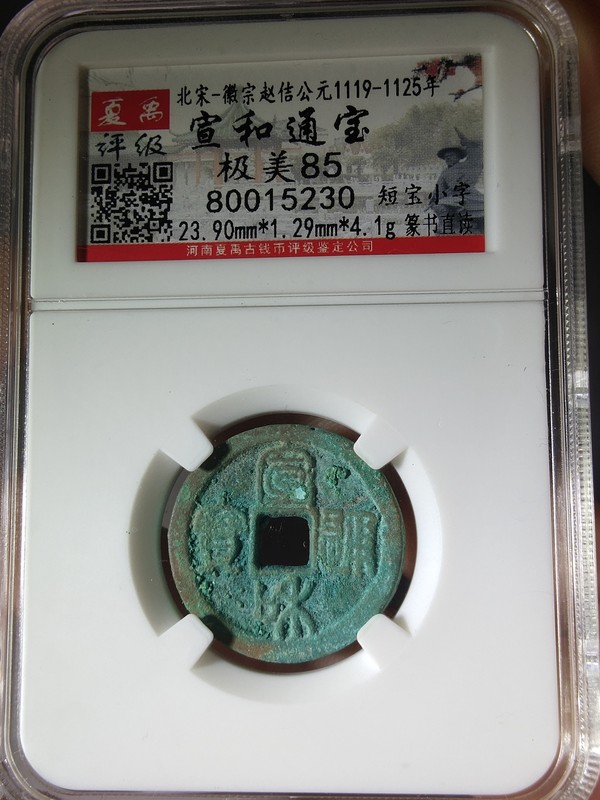 北宋-徽宗赵佶公元1119-1125年
夏禹
评级
宣和通宝
极美85
80015230 短宝小字
23.90mm*1.29mm*4.1g 篆书直读
河南夏禹古钱币评级鉴定公司
宣和通寳